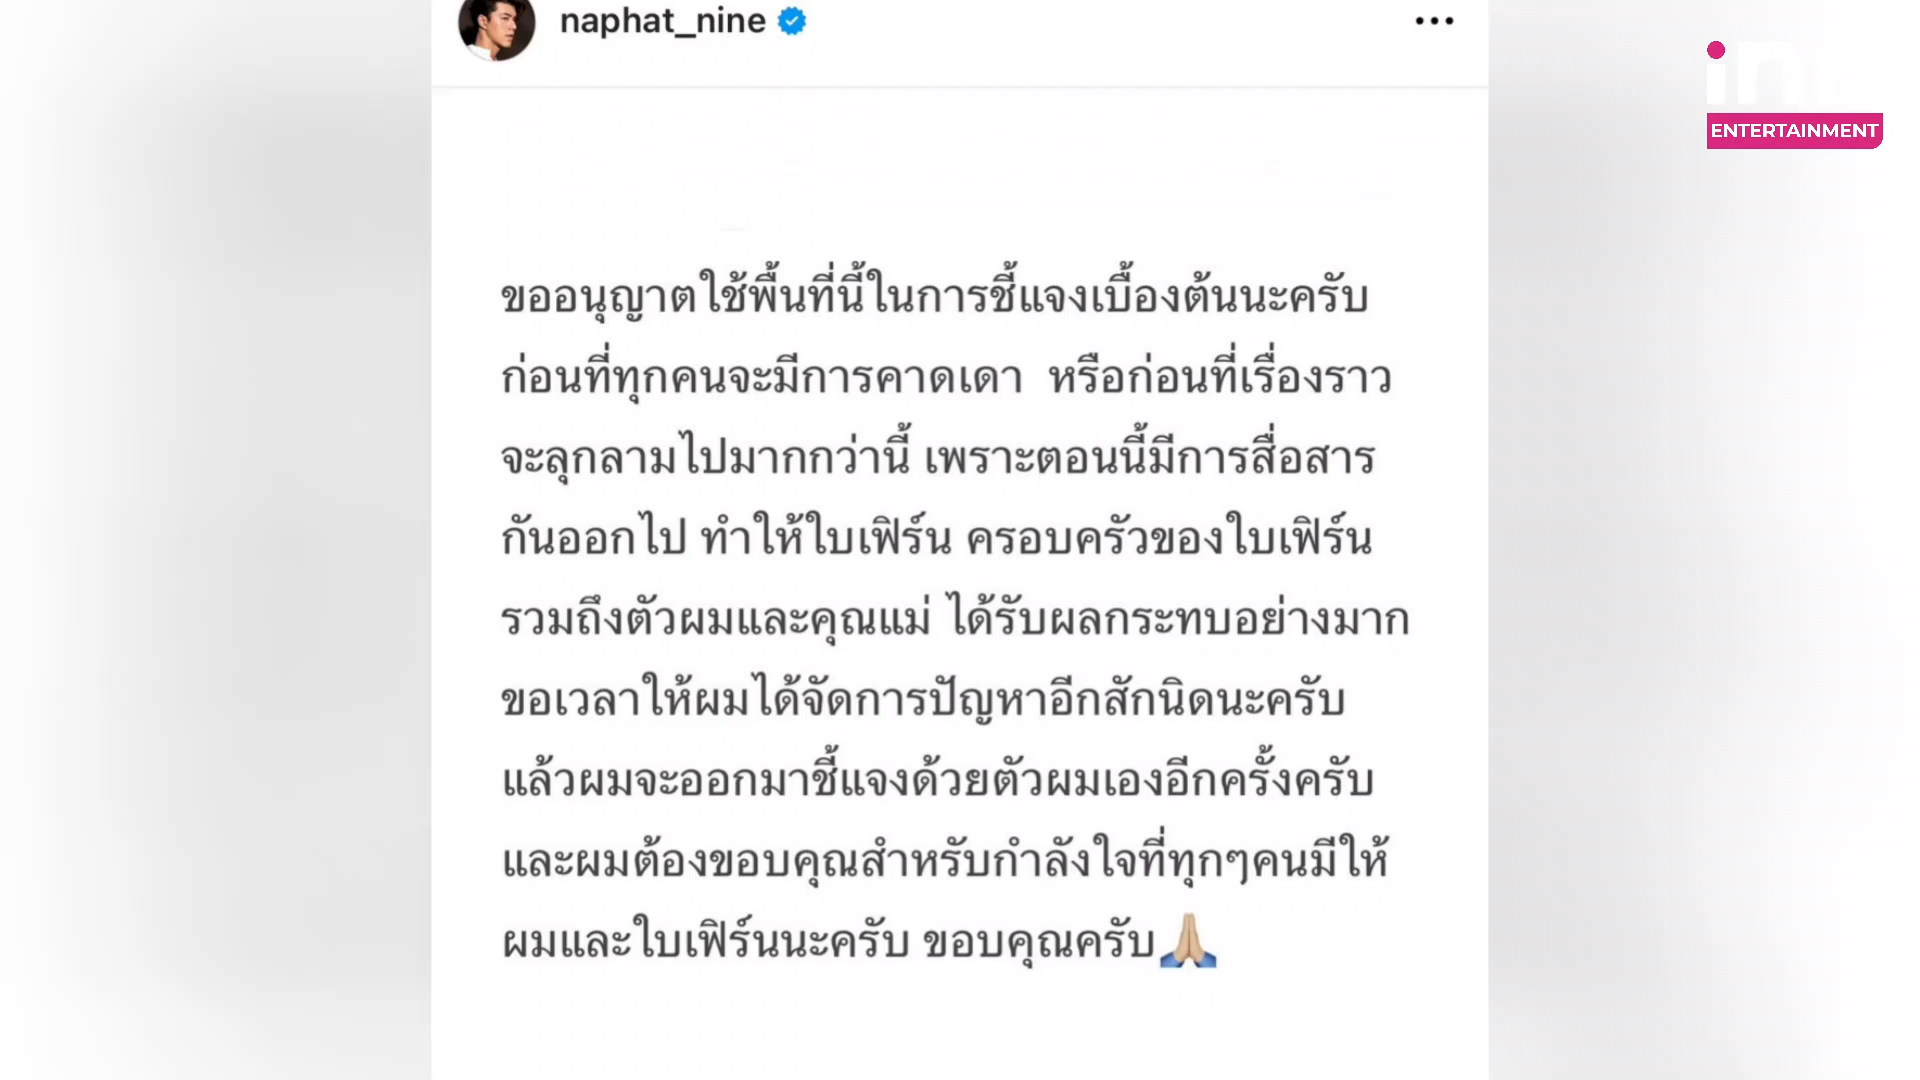 naphat_nine
in
ENTERTAINMENT
ขออนุญาตใช้พื้นที่นี้ในการชี้แจงเบื้องต้นนะครับ
ก่อนที่ทุกคนจะมีการคาดเดา หรือก่อนที่เรื่องราว
จะลุกลามไปมากกว่านี้ เพราะตอนนี้มีการสื่อสาร
กันออกไป ทำให้ใบเฟิร์น ครอบครัวของใบเฟิร์น
รวมถึงตัวผมและคุณแม่ ได้รับผลกระทบอย่างมาก
ขอเวลาให้ผมได้จัดการปัญหาอีกสักนิดนะครับ
แล้วผมจะออกมาชี้แจงด้วยตัวผมเองอีกครั้งครับ
และผมต้องขอบคุณสำหรับกำลังใจที่ทุกๆคนมีให้
ผมและใบเฟิร์นนะครับ ขอบคุณครับ🙏🏼